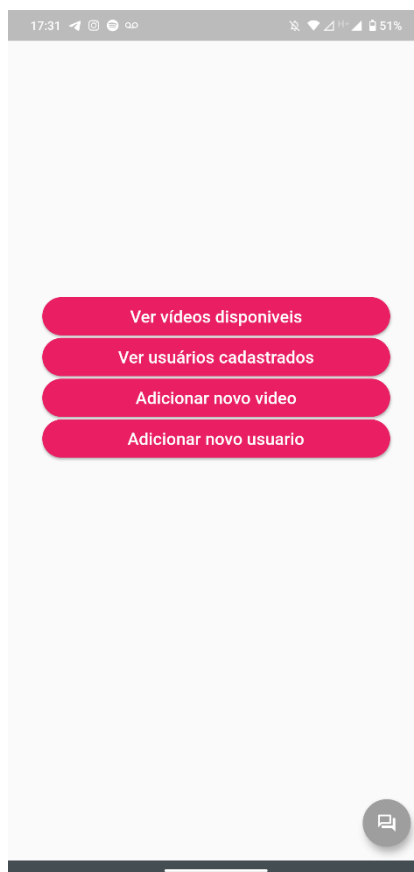 17:31
H+
51%
Ver vídeos disponiveis
Ver usuários cadastrados
Adicionar novo video
Adicionar novo usuario